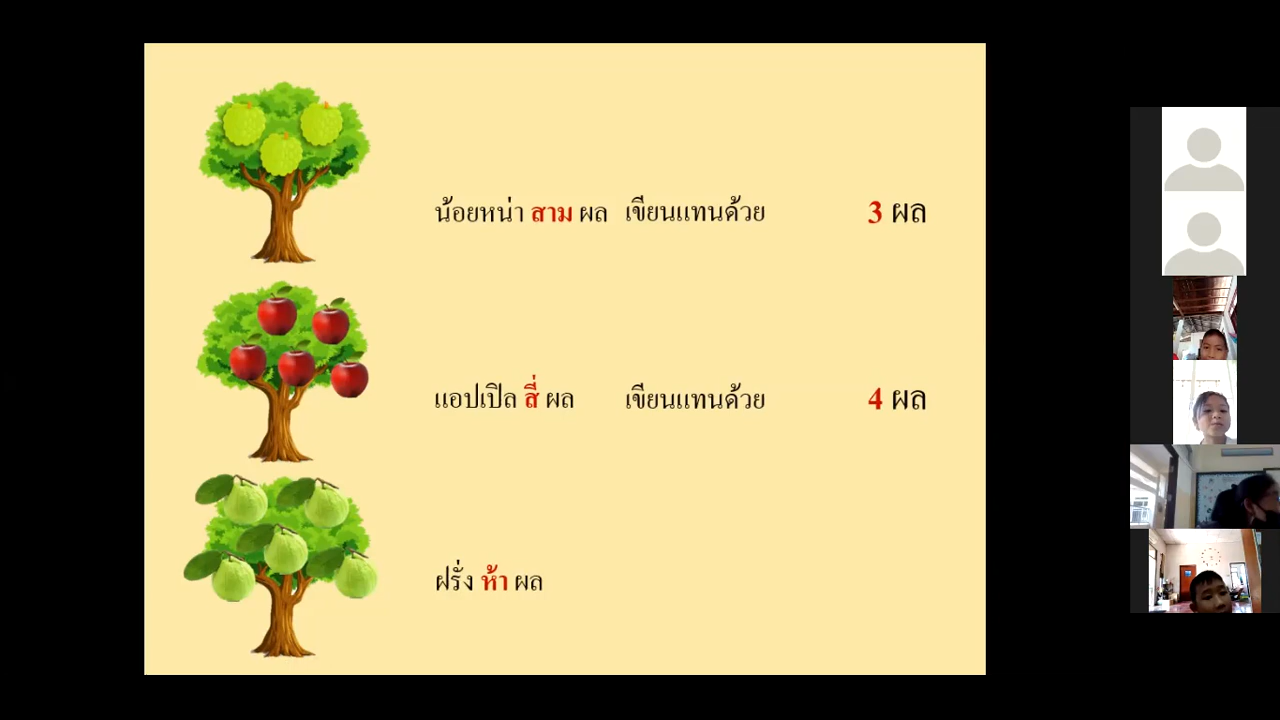 น้อยหน่า สาม ผล เขียนแทนด้วย 3 ผล
แอปเปิล สี่ ผล เขียนแทนด้วย 4 ผล
ฝรั่ง ห้า ผล